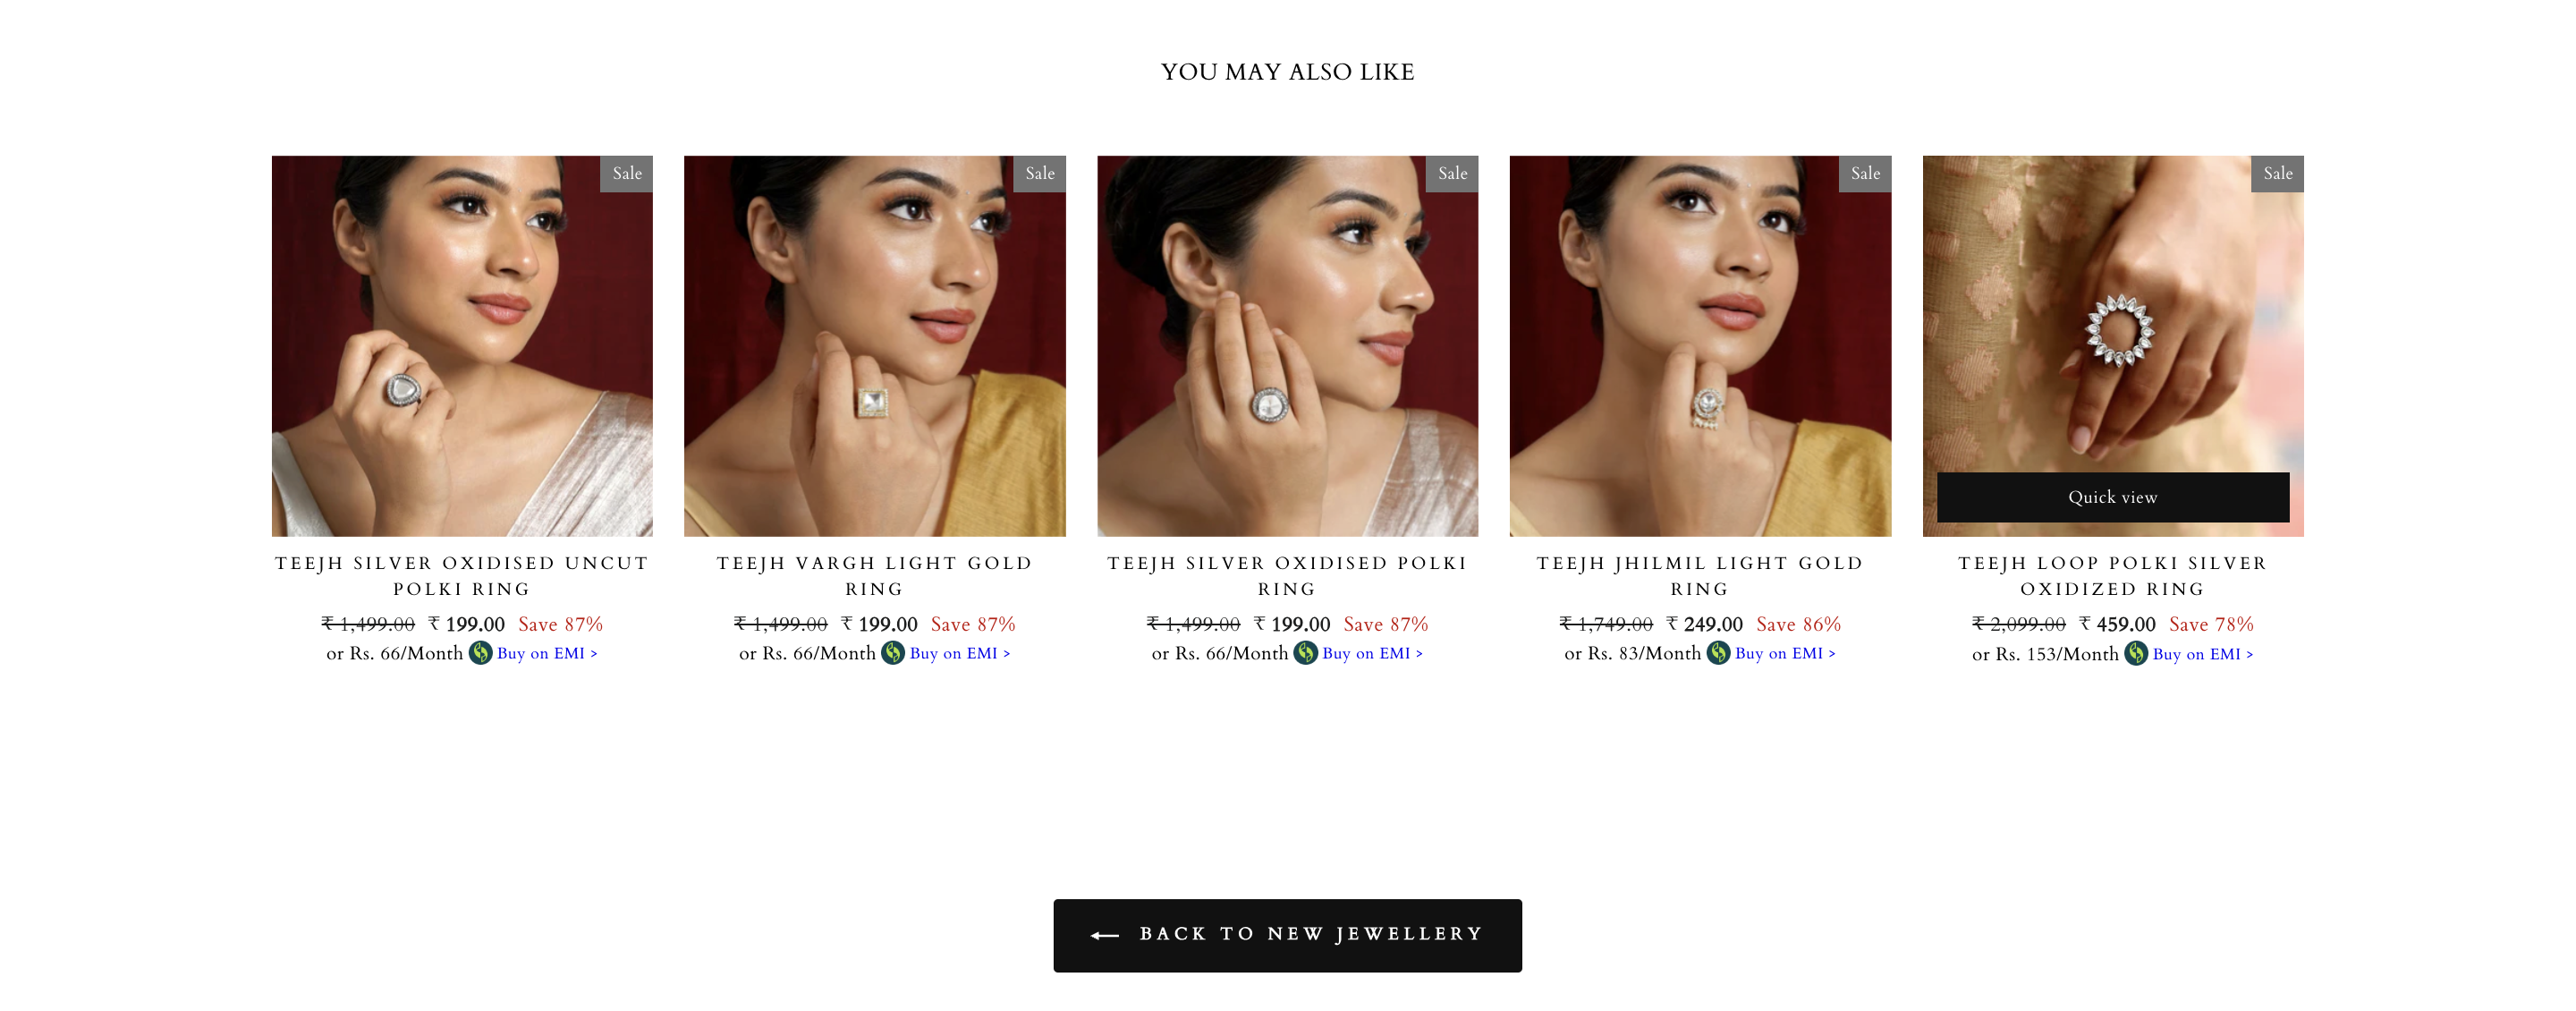 YOU MAY ALSO LIKE
Sale
Sale
Sale
Sale
Sale
Quick view
TEEJH SILVER OXIDISED UNCUT
POLKI RING
₹ 1,499.00 ₹ 199.00 Save 87%
or Rs. 66/Month Buy on EMI >
TEEJH VARGH LIGHT GOLD
RING
₹ 1,499.00 ₹ 199.00 Save 87%
or Rs. 66/Month Buy on EMI >
TEEJH SILVER OXIDISED POLKI
RING
₹ 1,499.00 ₹ 199.00 Save 87%
or Rs. 66/Month Buy on EMI >
TEEJH JHILMIL LIGHT GOLD
RING
₹ 1,749.00 ₹ 249.00 Save 86%
or Rs. 83/Month Buy on EMI >
TEEJH LOOP POLKI SILVER
OXIDIZED RING
₹ 2,099.00 ₹ 459.00 Save 78%
or Rs. 153/Month Buy on EMI >
← BACK TO NEW JEWELLERY